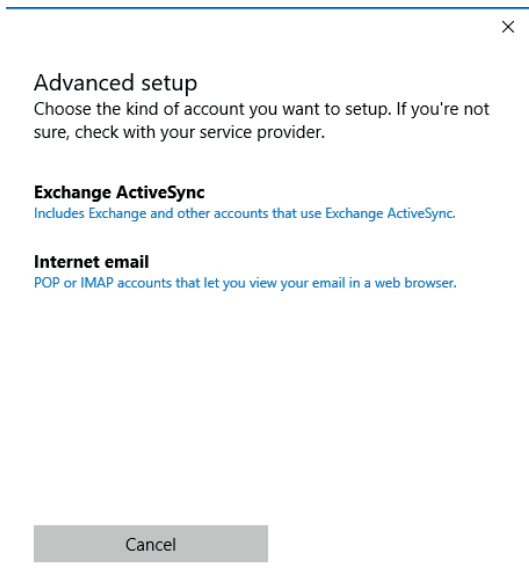 Advanced setup
Choose the kind of account you want to setup. If you're not
sure, check with your service provider.
Exchange ActiveSync
Includes Exchange and other accounts that use Exchange ActiveSync.
Internet email
POP or IMAP accounts that let you view your email in a web browser.
Cancel